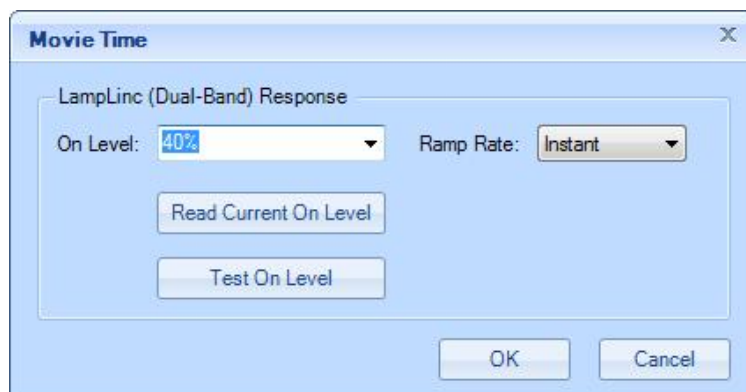 Movie Time
LampLinc (Dual-Band) Response
On Level: 40% Ramp Rate: Instant
Read Current On Level
Test On Level
OK Cancel